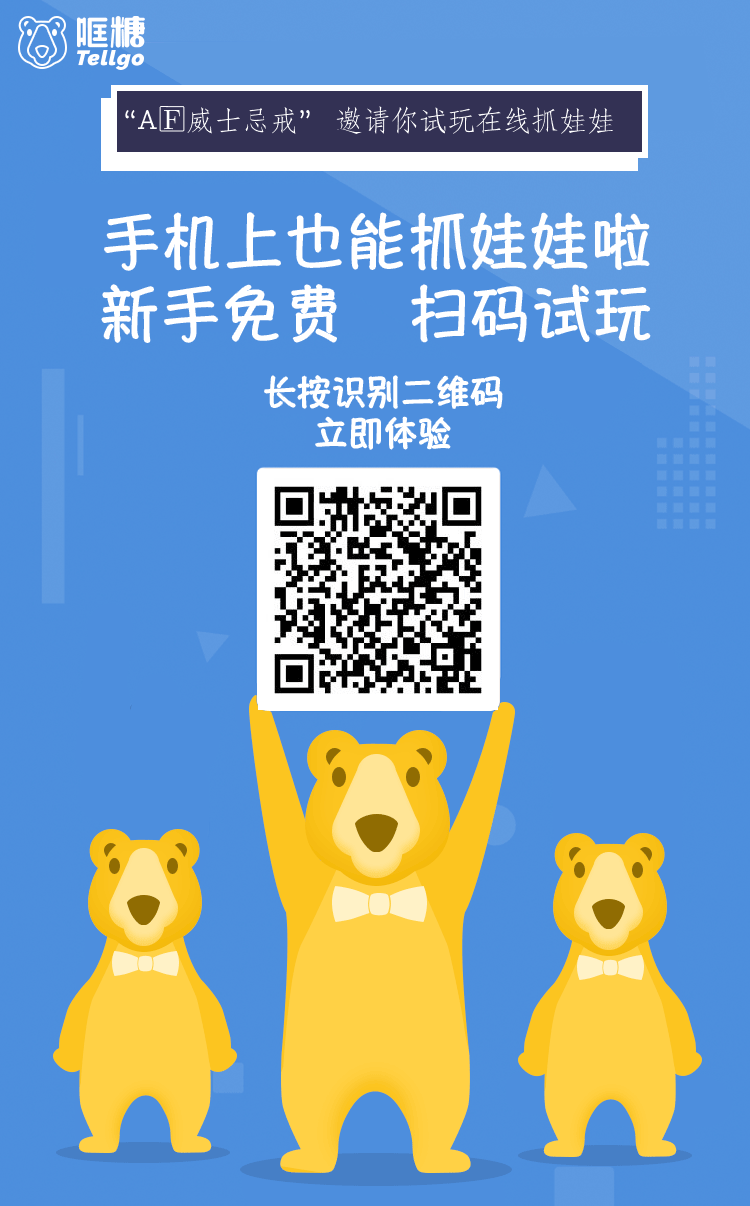 哐糖
Tellgo
“A🄵威士忌戒” 邀请你试玩在线抓娃娃
手机上也能抓娃娃啦
新手免费 扫码试玩
长按识别二维码
立即体验